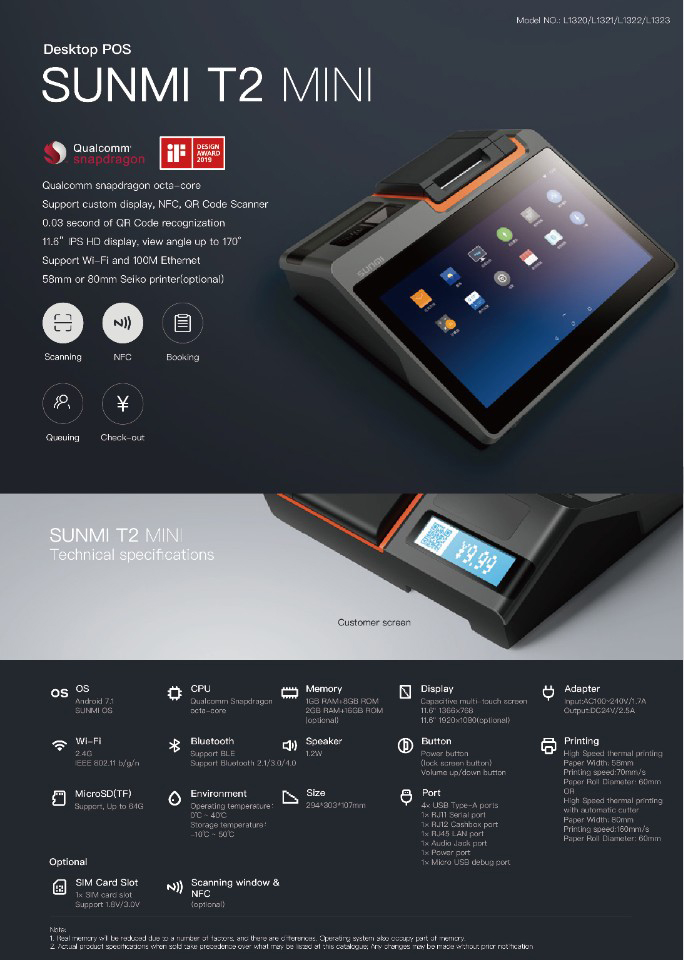 Model NO.: L1320/L1321/L1322/L1323
Desktop POS
SUNMI T2 MINI
Qualcomm
snapdragon
iF
DESIGN
AWARD
2019
Qualcomm snapdragon octa-core
Support custom display, NFC, QR Code Scanner
0.03 second of QR Code recognization
11.6" IPS HD display, view angle up to 170°
Support Wi-Fi and 100M Ethernet
58mm or 80mm Seiko printer(optional)
SUNMI
Scanning
NFC
Booking
Queuing
Check-out
SUNMI T2 MINI
Technical specifications
¥9.99
Customer screen
OS
OS
Android 7.1
SUNMI OS
CPU
Qualcomm Snapdragon
octa-core
Memory
1GB RAM+8GB ROM
2GB RAM+16GB ROM
(optional)
Display
Capacitive multi-touch screen
11.6" 1366x768
11.6" 1920x1080(optional)
Adapter
Input:AC100~240V/1.7A
Output:DC24V/2.5A
Wi-Fi
2.4G
IEEE 802.11 b/g/n
Bluetooth
Support BLE
Support Bluetooth 2.1/3.0/4.0
Speaker
1.2W
Button
Power button
(lock screen button)
Volume up/down button
Printing
High Speed thermal printing
Paper Width: 58mm
Printing speed:70mm/s
Paper Roll Diameter: 60mm
OR
High Speed thermal printing
with automatic cutter
Paper Width: 80mm
Printing speed:160mm/s
Paper Roll Diameter: 60mm
MicroSD(TF)
Support, Up to 64G
Environment
Operating temperature:
0℃ ~ 40℃
Storage temperature:
-10℃ ~ 50℃
Size
294*303*107mm
Port
4x USB Type-A ports
1x RJ11 Serial port
1x RJ12 Cashbox port
1x RJ45 LAN port
1x Audio Jack port
1x Power port
1x Micro USB debug port
Optional
SIM Card Slot
1x SIM card slot
Support 1.8V/3.0V
Scanning window &
NFC
(optional)
Note:
1. Real memory will be reduced due to a number of factors, and there are differences. Operating system also occupy part of memory.
2. Actual product specifications when sold take precedence over what may be listed at this catalogue; Any changes may be made without prior notification